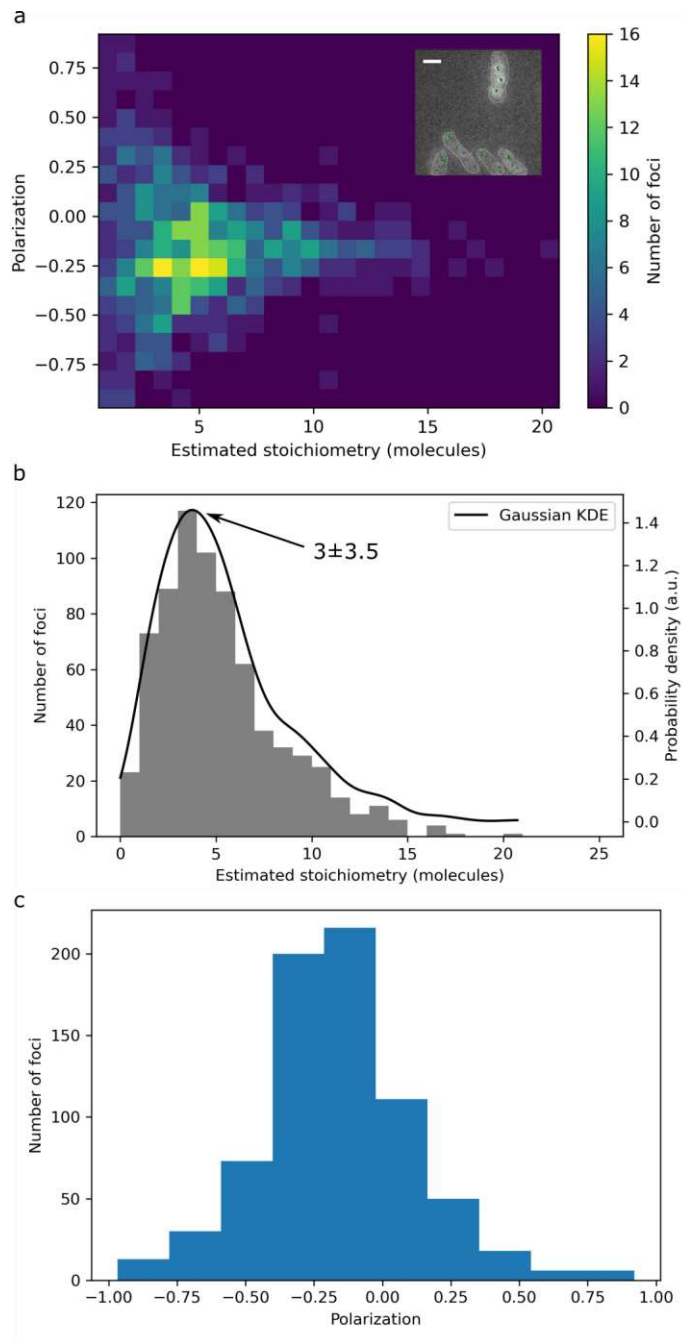 a
0.75
0.50
0.25
0.00
−0.25
−0.50
−0.75
Polarization
5 10 15 20
Estimated stoichiometry (molecules)
16
14
12
10
8
6
4
2
0
Number of foci
b
120
100
80
60
40
20
0
Number of foci
Gaussian KDE
3±3.5
1.4
1.2
1.0
0.8
0.6
0.4
0.2
0.0
Probability density (a.u.)
0 5 10 15 20 25
Estimated stoichiometry (molecules)
c
200
150
100
50
0
Number of foci
−1.00 −0.75 −0.50 −0.25 0.00 0.25 0.50 0.75 1.00
Polarization